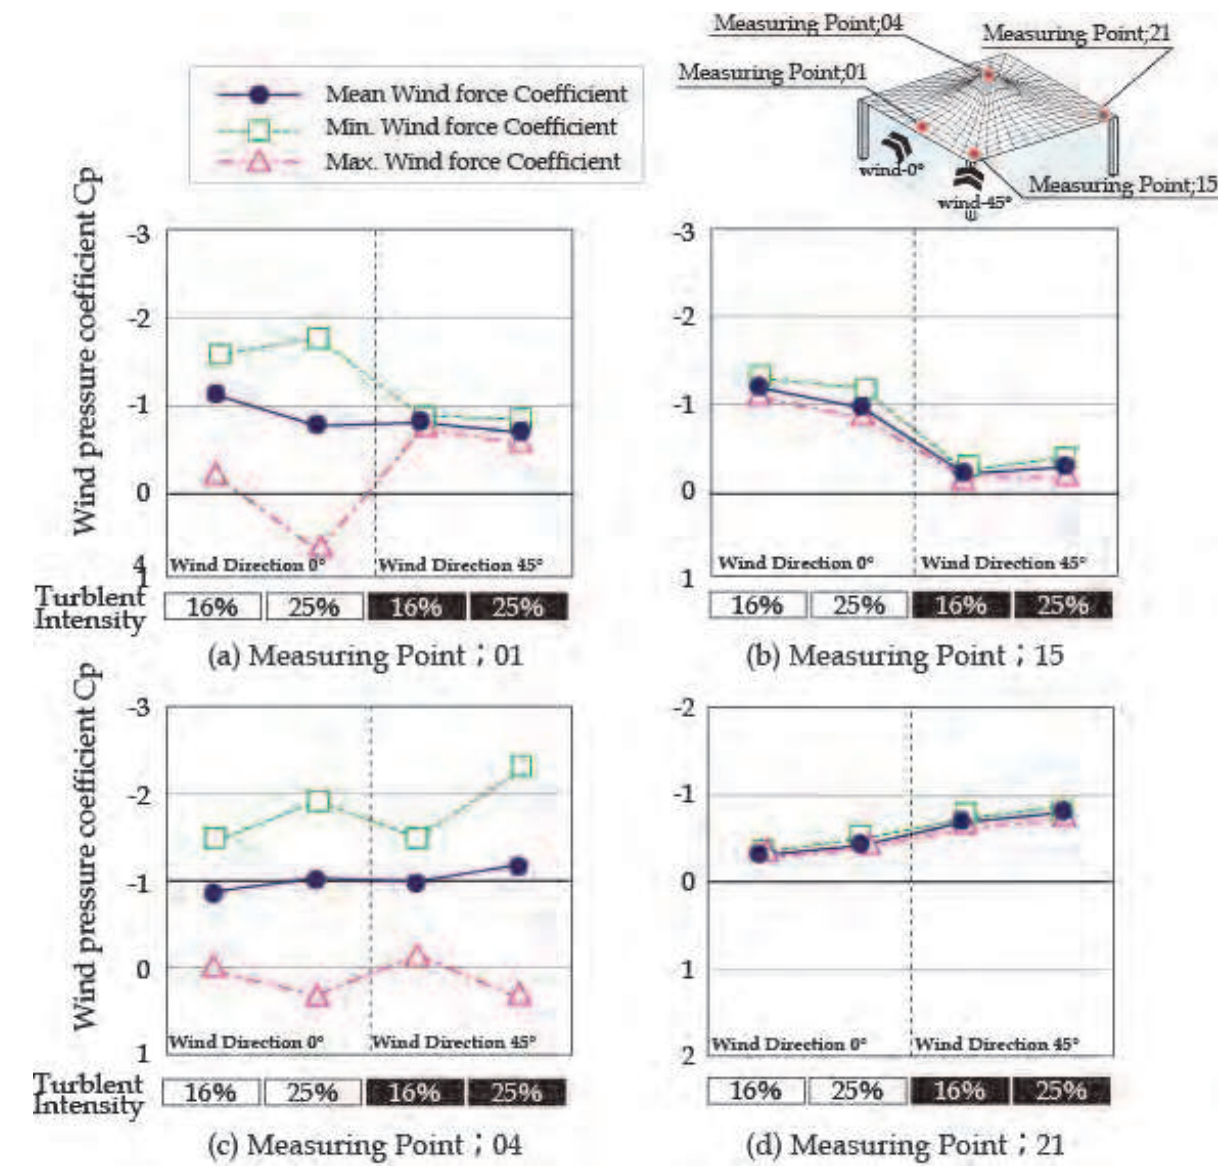 Measuring Point;04
Measuring Point;21
Measuring Point;01
Mean Wind force Coefficient
Min. Wind force Coefficient
Max. Wind force Coefficient
wind-0°
Measuring Point;15
wind-45°
Wind pressure coefficient Cp
-3
-2
-1
0
4
1
Wind Direction 0°
Wind Direction 45°
Turblent
Intensity
16%
25%
16%
25%
(a) Measuring Point ; 01
-3
-2
-1
0
1
Wind Direction 0°
Wind Direction 45°
16%
25%
16%
25%
(b) Measuring Point ; 15
Wind pressure coefficient Cp
-3
-2
-1
0
1
Wind Direction 0°
Wind Direction 45°
Turblent
Intensity
16%
25%
16%
25%
(c) Measuring Point ; 04
-2
-1
0
1
2
Wind Direction 0°
Wind Direction 45°
16%
25%
16%
25%
(d) Measuring Point ; 21